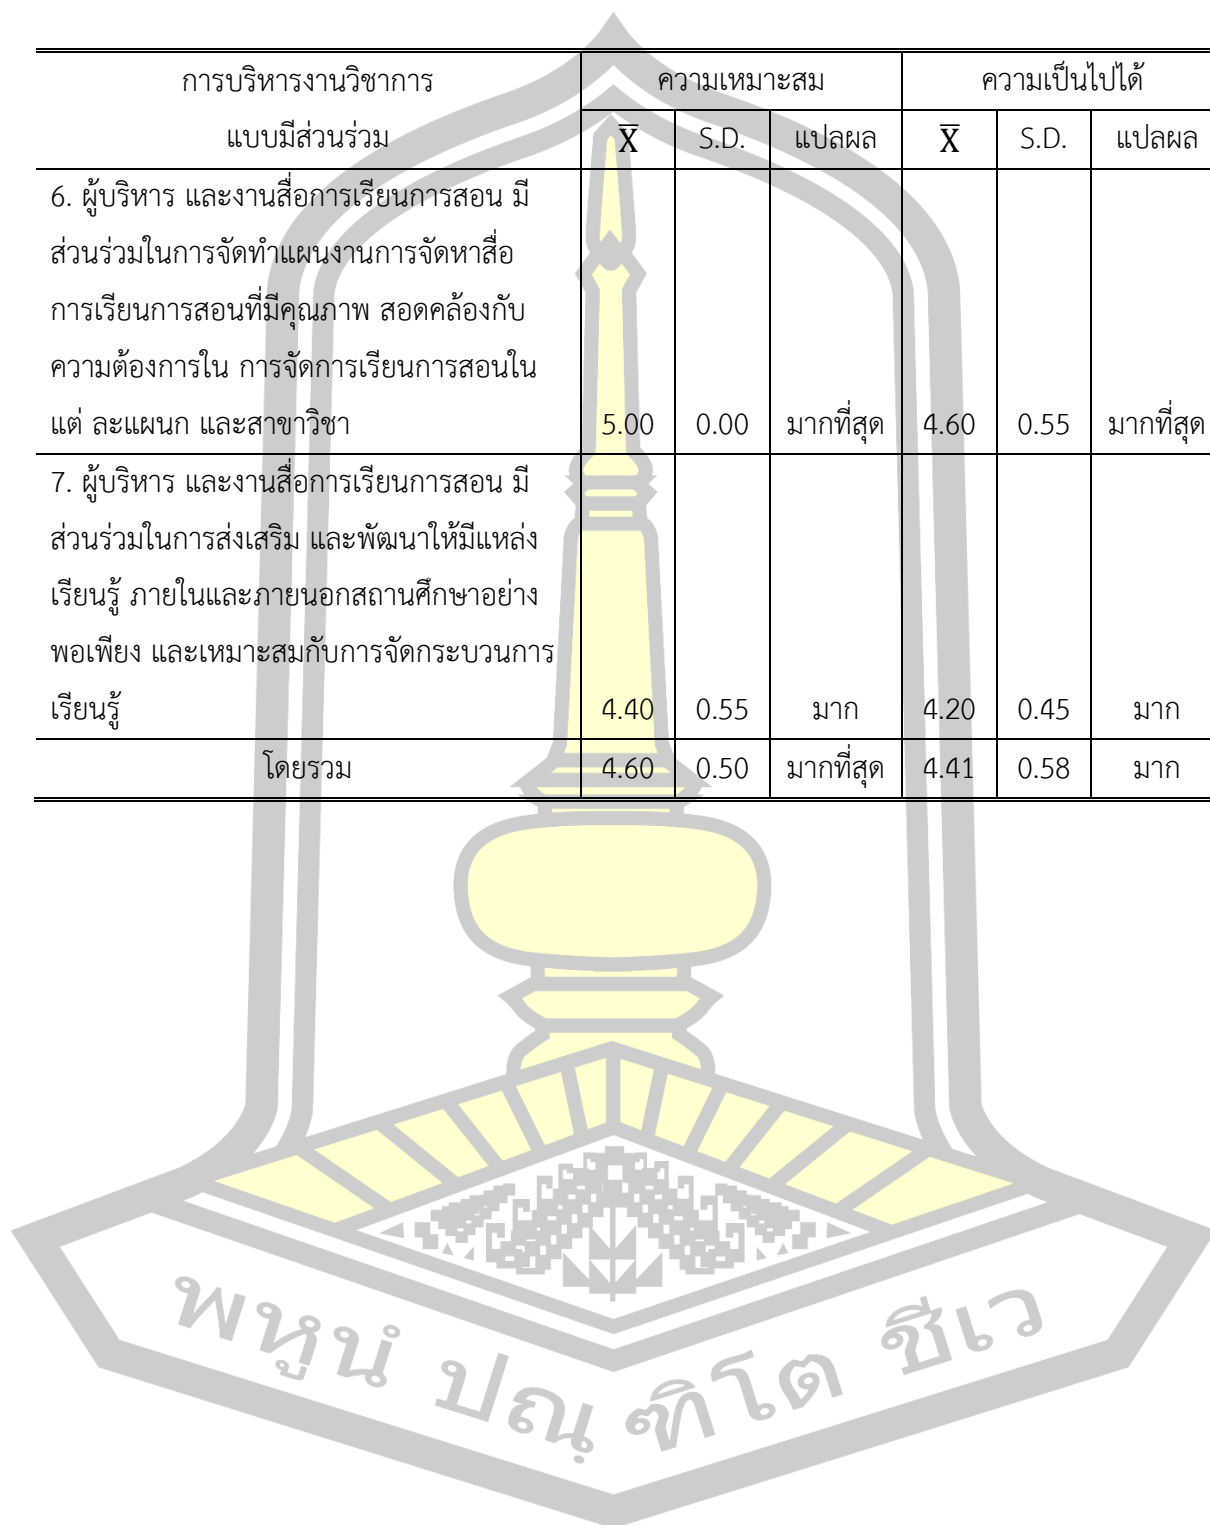 การบริหารงานวิชาการ ความเหมาะสม ความเป็นไปได้
แบบมีส่วนร่วม X̅ S.D. แปลผล X̅ S.D. แปลผล
6. ผู้บริหาร และงานสื่อการเรียนการสอน มี
ส่วนร่วมในการจัดทำแผนงานการจัดหาสื่อ
การเรียนการสอนที่มีคุณภาพ สอดคล้องกับ
ความต้องการใน การจัดการเรียนการสอนใน
แต่ ละแผนก และสาขาวิชา 5.00 0.00 มากที่สุด 4.60 0.55 มากที่สุด
7. ผู้บริหาร และงานสื่อการเรียนการสอน มี
ส่วนร่วมในการส่งเสริม และพัฒนาให้มีแหล่ง
เรียนรู้ ภายในและภายนอกสถานศึกษาอย่าง
พอเพียง และเหมาะสมกับการจัดกระบวนการ
เรียนรู้ 4.40 0.55 มาก 4.20 0.45 มาก
โดยรวม 4.60 0.50 มากที่สุด 4.41 0.58 มาก
พหูนํ ปณฺฑิโต ชีเว